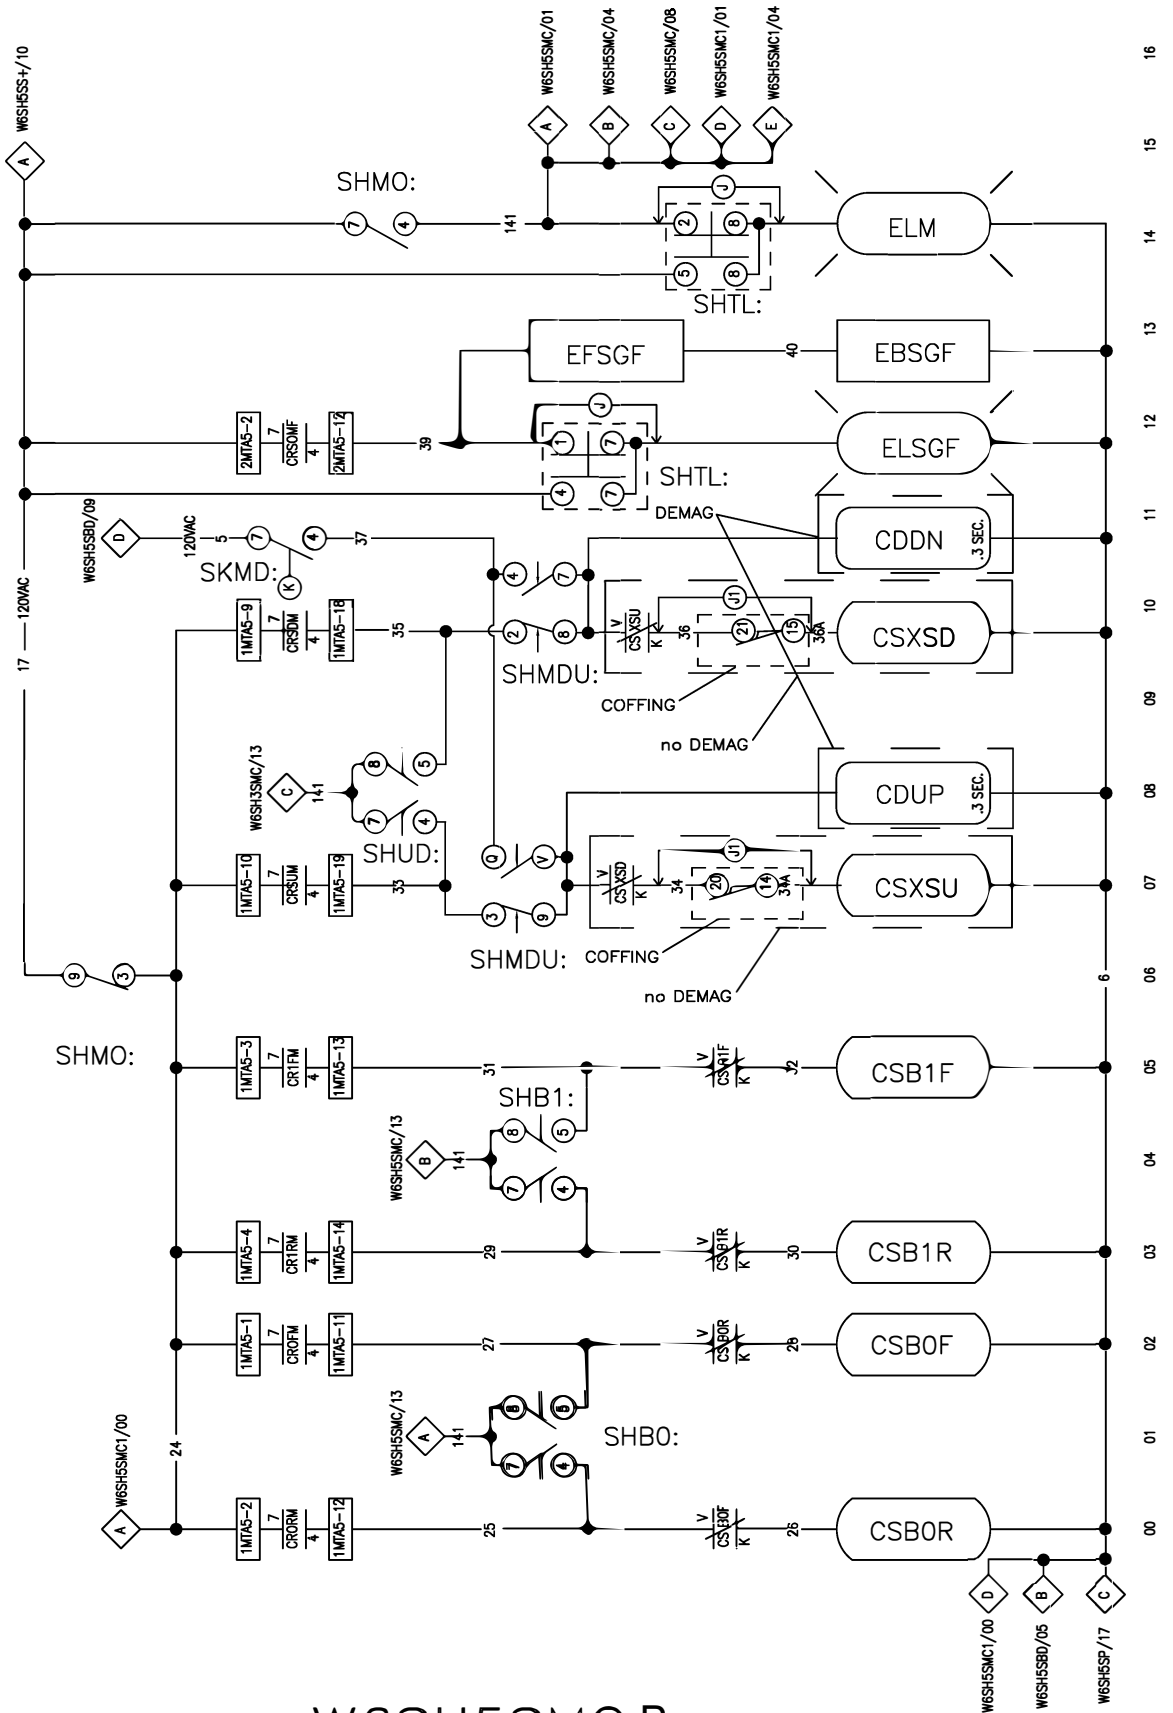 W6SH5SS+/10
A
W6SH5SMC/01
W6SH5SMC/04
W6SH5SMC/08
W6SH5SMC1/01
W6SH5SMC1/04
A
B
C
D
E
16
15
SHMO:
7
4
141
J
2
8
5
8
SHTL:
ELM
14
EFSGF
40
EBSGF
13
2MTA5-2
7
CRSOMF
4
2MTA5-12
39
J
1
7
4
7
SHTL:
ELSGF
12
W6SH5SBD/09
D
120VAC
5
7
4
37
SKMD:
K
DEMAG
CDDN
.3 SEC.
11
17
120VAC
1MTA5-9
7
CRSDM
4
1MTA5-18
35
4
7
2
8
SHMDU:
V
CSXSU
K
36
J1
21
15
36A
CSXSD
10
COFFING
no DEMAG
09
W6SH3SMC/13
C
141
8
5
7
4
SHUD:
CDUP
.3 SEC.
08
1MTA5-10
7
CRSUM
4
1MTA5-19
33
Q
V
3
9
SHMDU:
V
CSXSD
K
34
J1
20
14
34A
CSXSU
07
COFFING
no DEMAG
9
3
SHMO:
6
06
1MTA5-3
7
CR1FM
4
1MTA5-13
31
V
K
32
CSB1F
05
SHB1:
W6SH5SMC/13
B
141
8
5
7
4
04
1MTA5-4
7
CR1RM
4
1MTA5-14
29
V
K
30
CSB1R
03
1MTA5-1
7
CR0FM
4
1MTA5-11
27
V
CSB0R
K
28
CSB0F
02
W6SH5SMC/13
A
141
7
4
SHB0:
24
01
W6SH5SMC1/00
A
1MTA5-2
7
CR0RM
4
1MTA5-12
25
V
CSB0F
K
26
CSB0R
00
D
B
C
W6SH5SMC1/00
W6SH5SBD/05
W6SH5SP/17